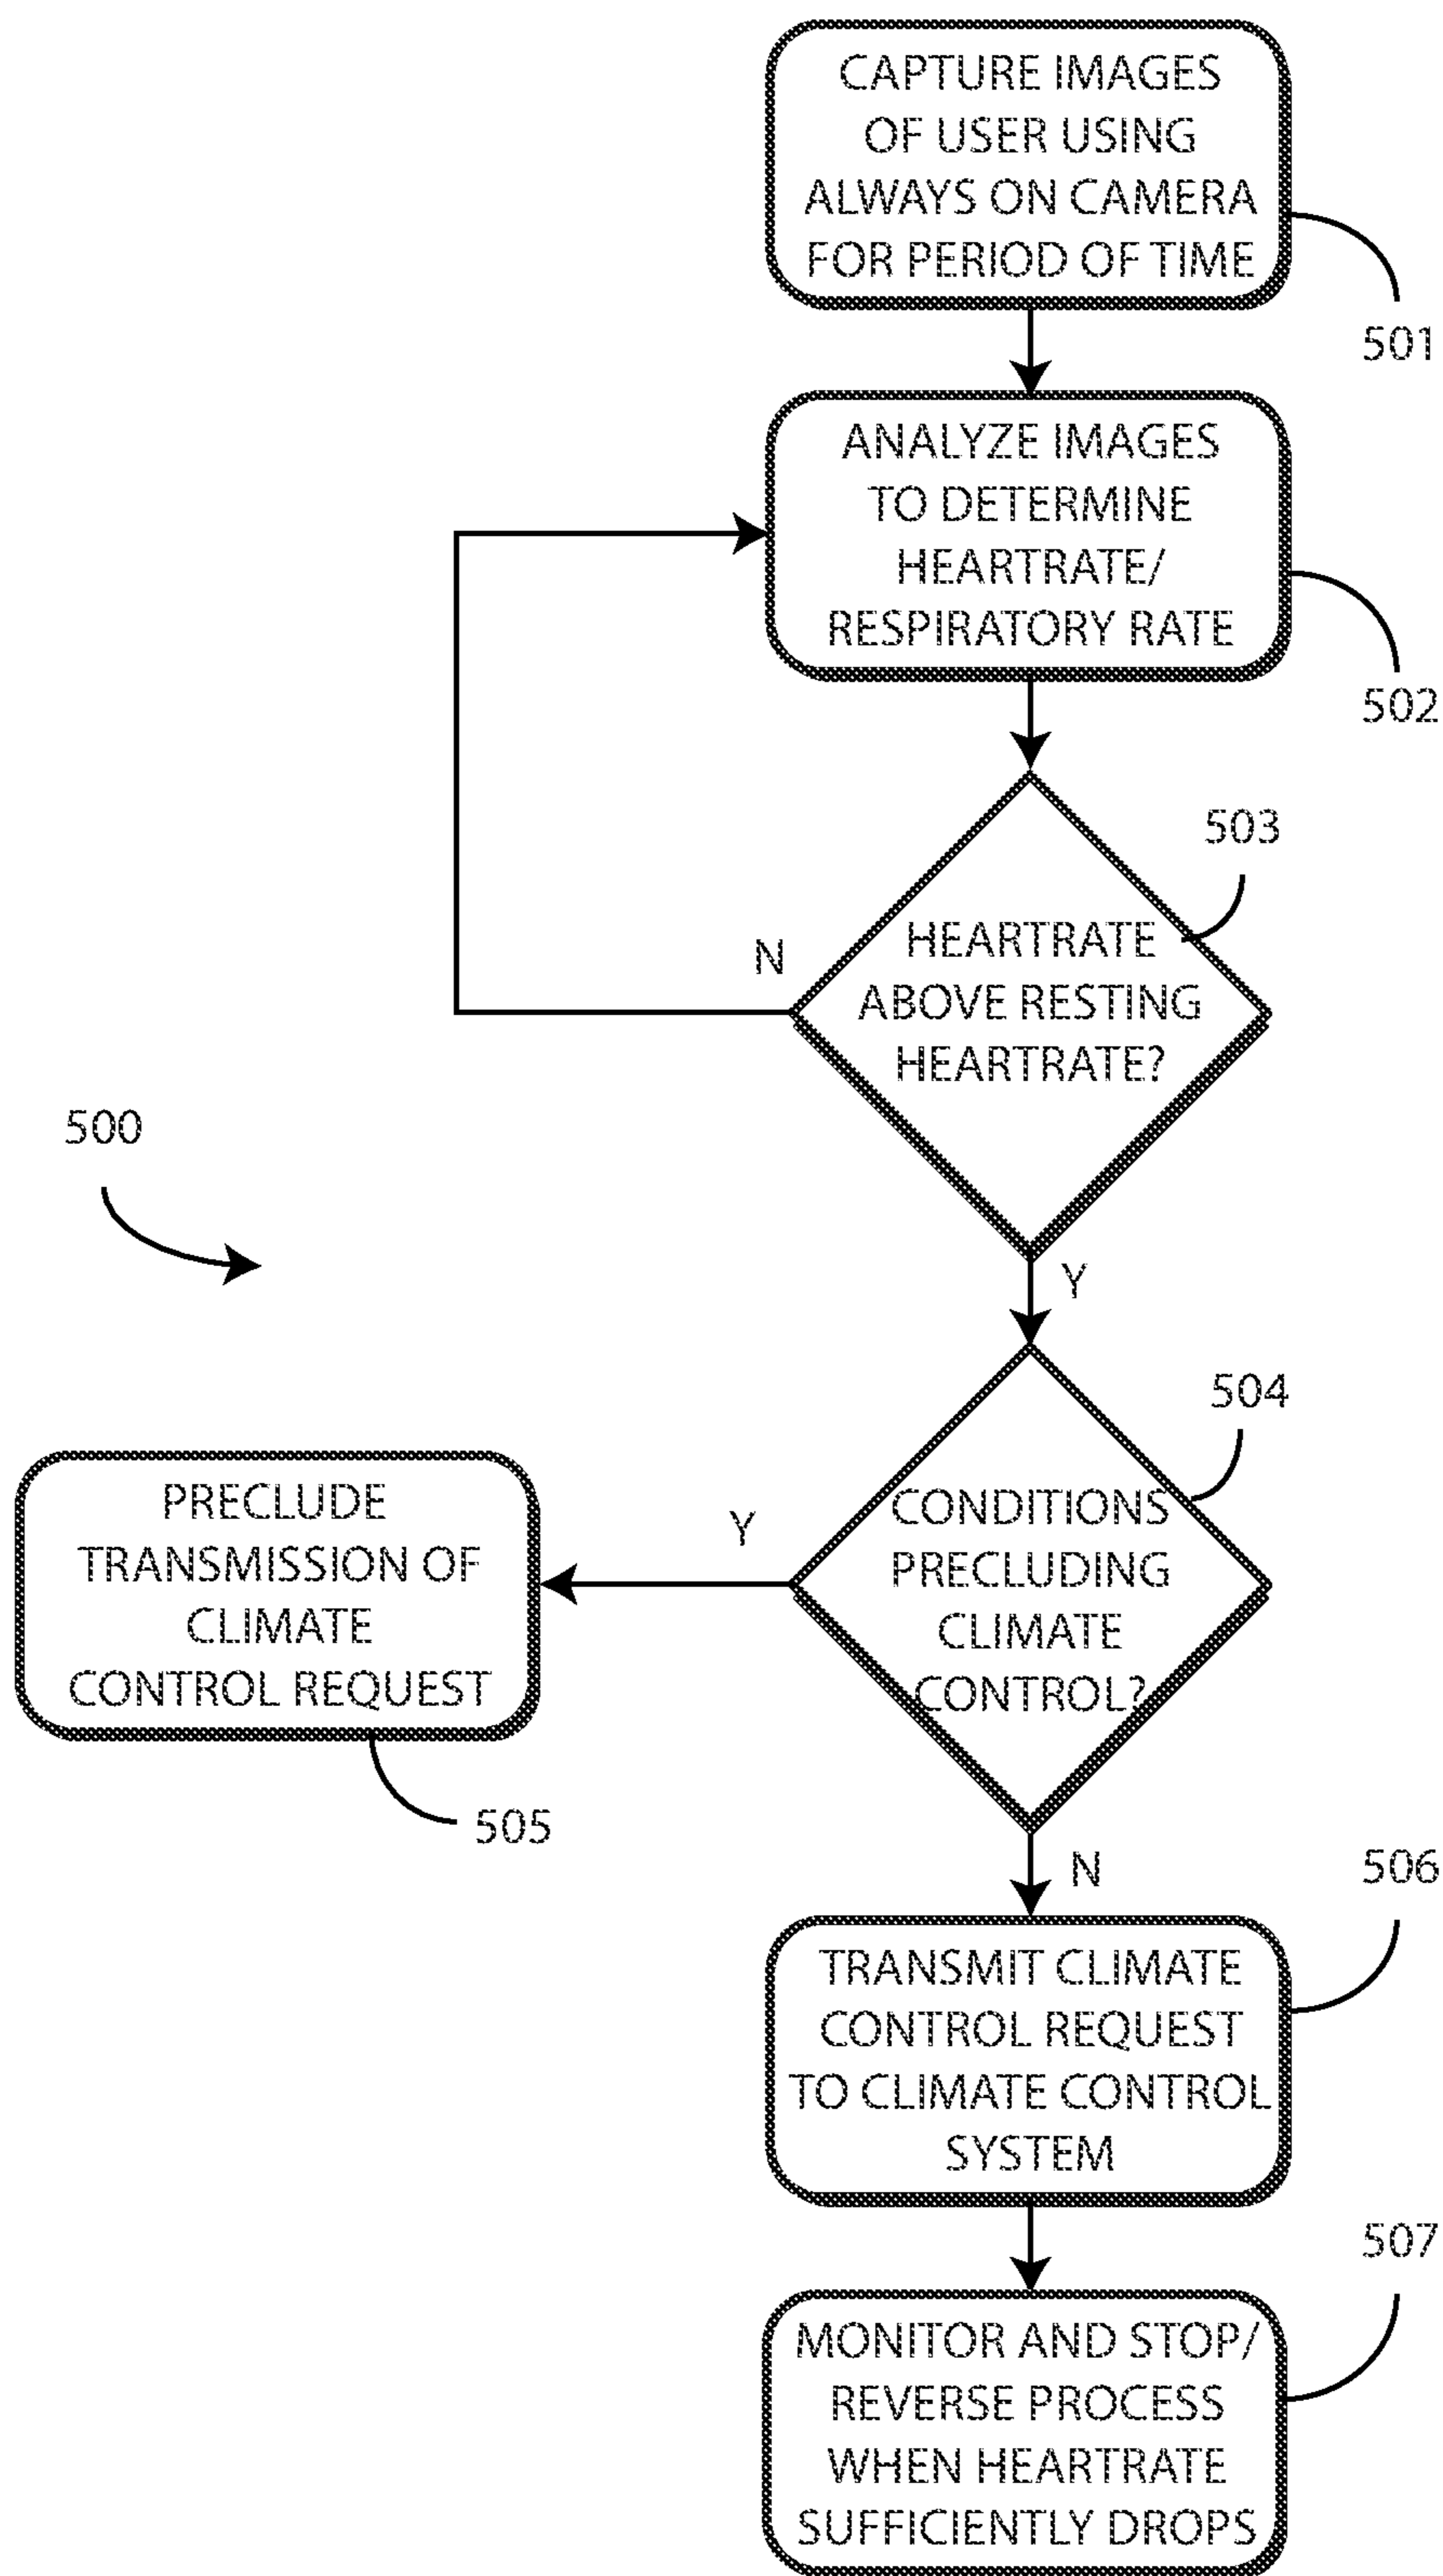 CAPTURE IMAGES
OF USER USING
ALWAYS ON CAMERA
FOR PERIOD OF TIME
501
ANALYZE IMAGES
TO DETERMINE
HEARTRATE/
RESPIRATORY RATE
502
503
HEARTRATE
ABOVE RESTING
HEARTRATE?
N
Y
500
504
CONDITIONS
PRECLUDING
CLIMATE
CONTROL?
Y
N
PRECLUDE
TRANSMISSION OF
CLIMATE
CONTROL REQUEST
505
506
TRANSMIT CLIMATE
CONTROL REQUEST
TO CLIMATE CONTROL
SYSTEM
507
MONITOR AND STOP/
REVERSE PROCESS
WHEN HEARTRATE
SUFFICIENTLY DROPS